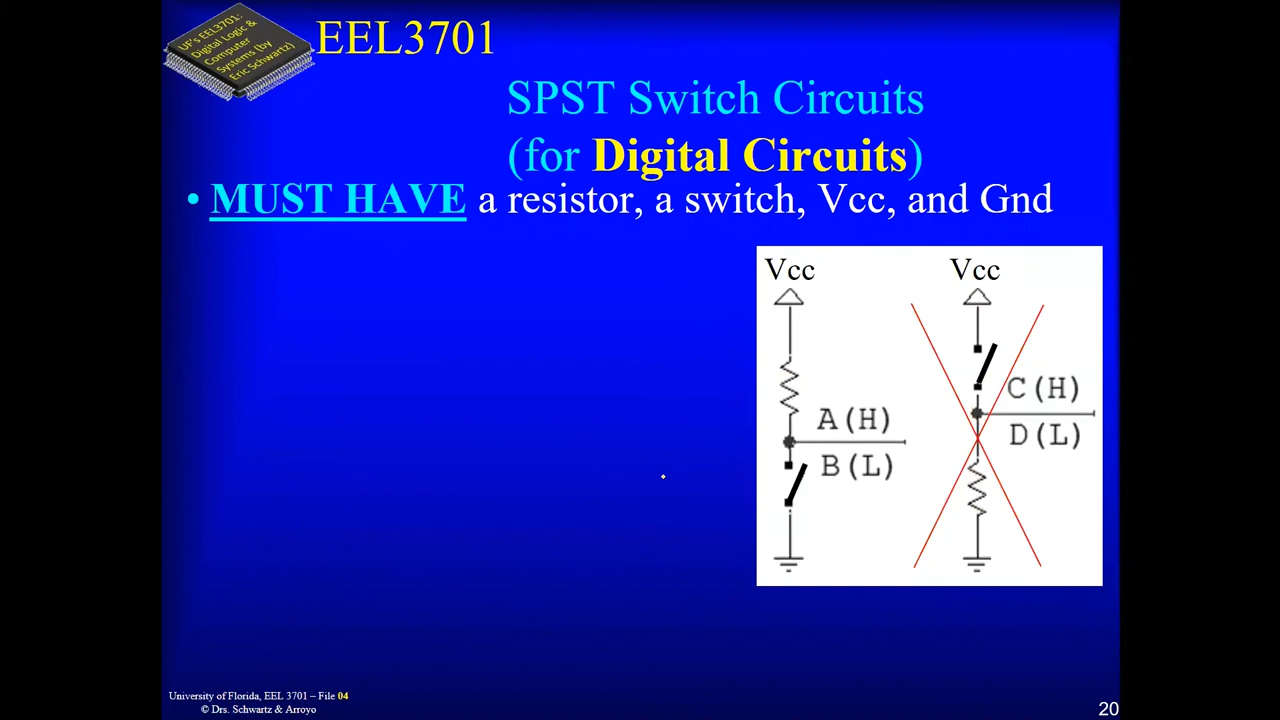 UF's EEL3701:
Digital Logic &
Computer
Systems (by
Eric Schwartz)
EEL3701
SPST Switch Circuits
(for Digital Circuits)
• MUST HAVE a resistor, a switch, Vcc, and Gnd
Vcc
Vcc
A(H)
B(L)
C(H)
D(L)
University of Florida, EEL 3701 – File 04
© Drs. Schwartz & Arroyo
20